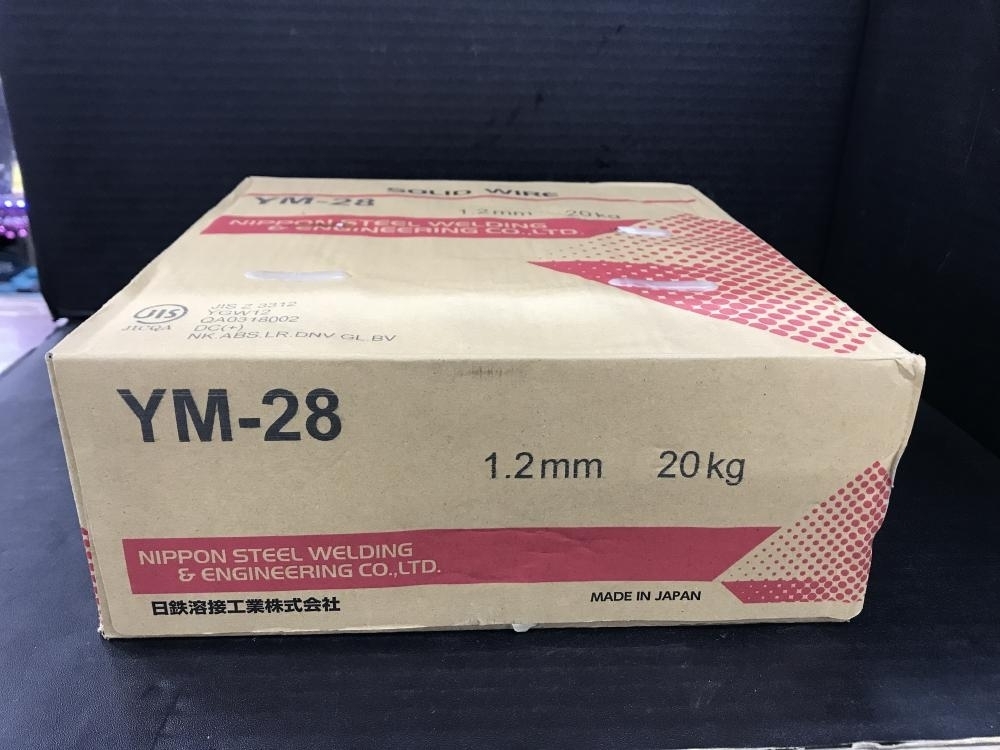 SOLID WIRE
YM-28
1.2mm 20kg
NIPPON STEEL WELDING
& ENGINEERING CO.,LTD.
JIS
JICQA
JIS Z 3312
YGW12
QA0318002
DC(+)
NK.ABS.LR.DNV GL.BV
YM-28
1.2mm 20kg
NIPPON STEEL WELDING
& ENGINEERING CO.,LTD.
日鉄溶接工業株式会社
MADE IN JAPAN